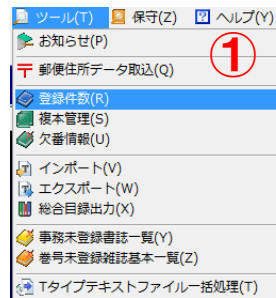 ツール(T) 保守(Z) ヘルプ(Y)
お知らせ(P)
①
郵便住所データ取込(Q)
登録件数(R)
複本管理(S)
欠番情報(U)
インポート(V)
エクスポート(W)
総合目録出力(X)
事務未登録書誌一覧(Y)
巻号未登録雑誌基本一覧(Z)
Tタイプテキストファイル一括処理(T)